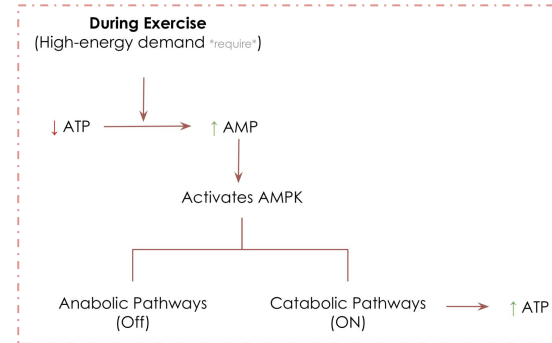 During Exercise
(High-energy demand *require*)
↓ ATP
↑ AMP
Activates AMPK
Anabolic Pathways
(Off)
Catabolic Pathways
(ON)
↑ ATP